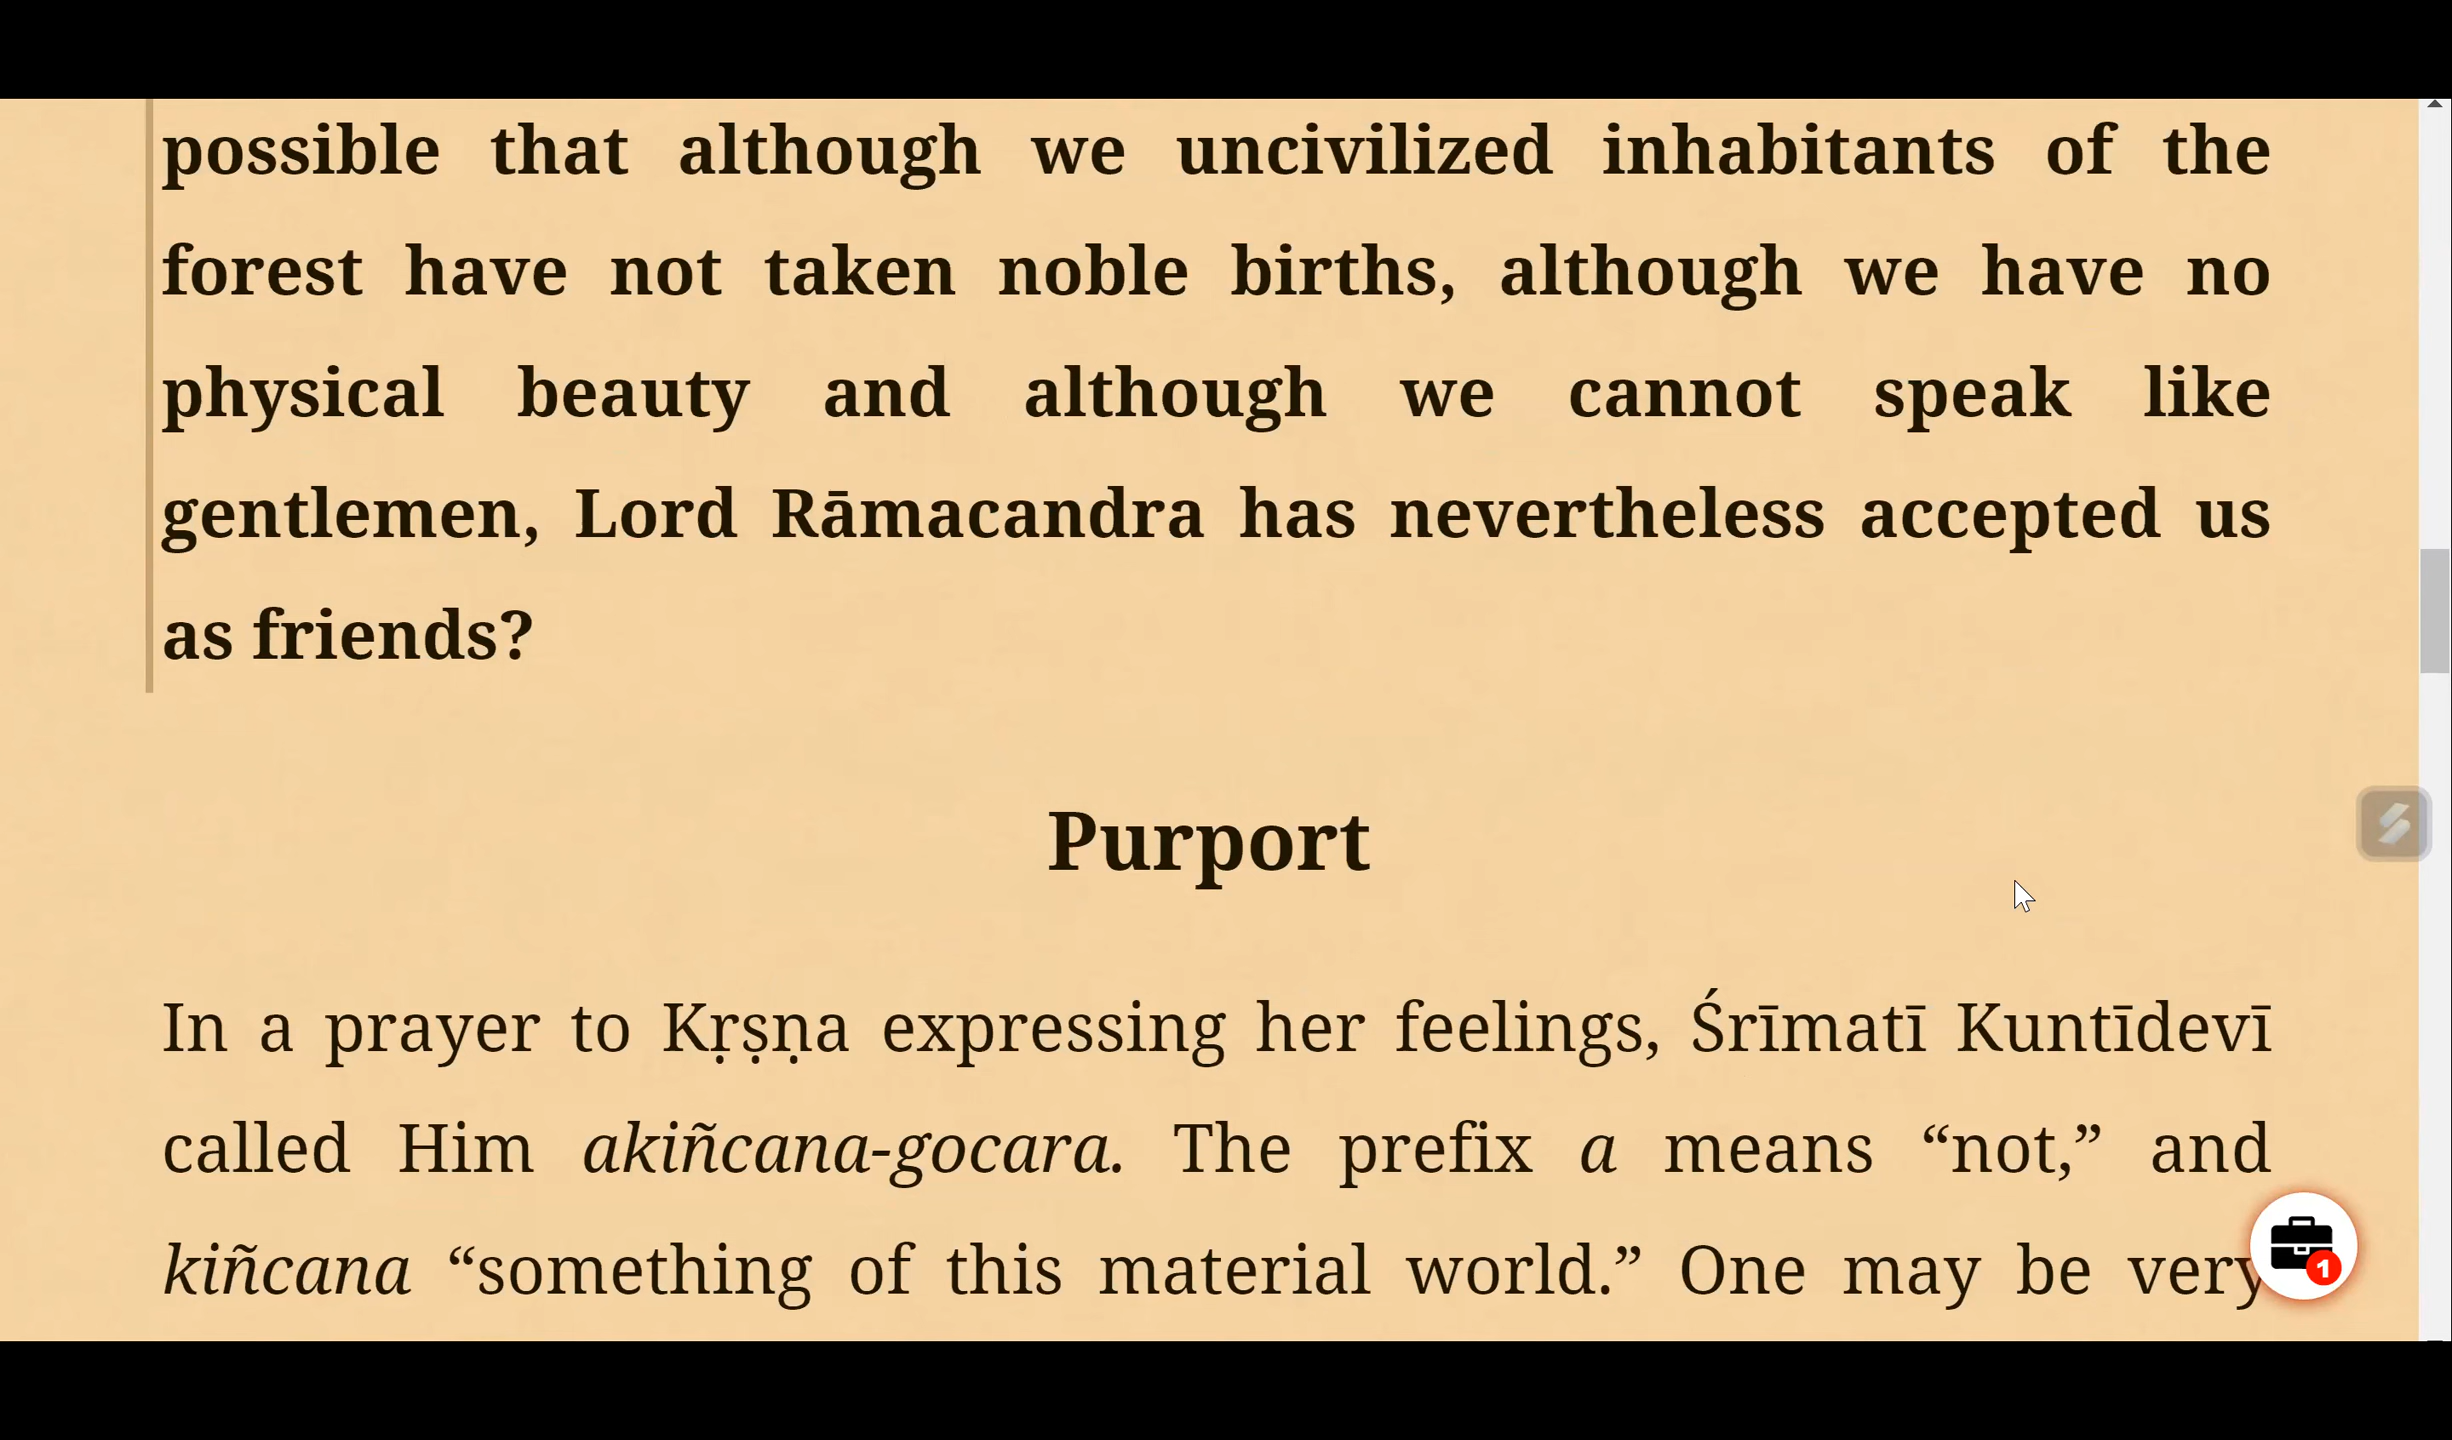 possible that although we uncivilized inhabitants of the
forest have not taken noble births, although we have no
physical beauty and although we cannot speak like
gentlemen, Lord Rāmacandra has nevertheless accepted us
as friends?
Purport
In a prayer to Kṛṣṇa expressing her feelings, Śrīmatī Kuntīdevī
called Him akiñcana-gocara. The prefix a means “not,” and
kiñcana “something of this material world.” One may be very
1